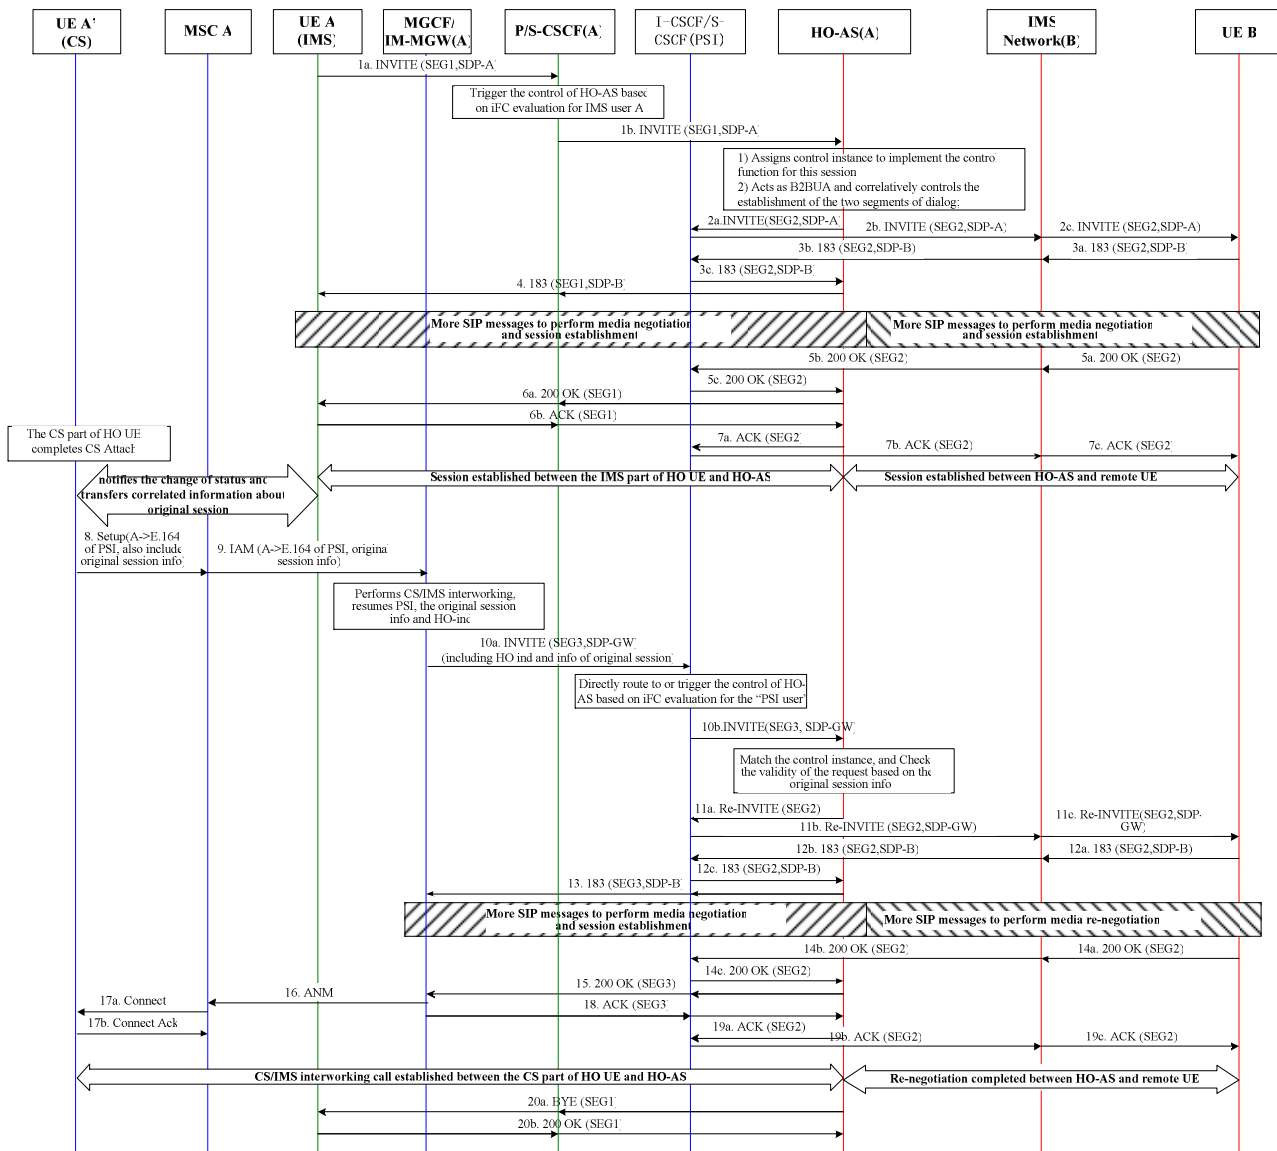 UE A'
(CS)
MSC A
UE A
(IMS)
MGCF/
IM-MGW(A)
P/S-CSCF(A)
I-CSCF/S-
CSCF(PSI)
HO-AS(A)
IMS
Network(B)
UE B
1a. INVITE (SEG1,SDP-A)
Trigger the control of HO-AS based
on iFC evaluation for IMS user A
1b. INVITE (SEG1,SDP-A)
1) Assigns control instance to implement the contro
function for this session
2) Acts as B2BUA and correlatively controls the
establishment of the two segments of dialog;
2a.INVITE(SEG2,SDP-A)
2b. INVITE (SEG2,SDP-A)
2c. INVITE (SEG2,SDP-A)
3b. 183 (SEG2,SDP-B)
3a. 183 (SEG2,SDP-B)
3c. 183 (SEG2,SDP-B)
4. 183 (SEG1,SDP-B)
More SIP messages to perform media negotiation
and session establishment
More SIP messages to perform media negotiation
and session establishment
5b. 200 OK (SEG2)
5a. 200 OK (SEG2)
5c. 200 OK (SEG2)
6a. 200 OK (SEG1)
6b. ACK (SEG1)
The CS part of HO UE
completes CS Attach
7a. ACK (SEG2)
7b. ACK (SEG2)
7c. ACK (SEG2)
notifies the change of status and
transfers correlated information about
original session
Session established between the IMS part of HO UE and HO-AS
Session established between HO-AS and remote UE
8. Setup(A->E.164
of PSI, also include
original session info)
9. IAM (A->E.164 of PSI, origina
session info)
Performs CS/IMS interworking,
resumes PSI, the original session
info and HO-ind
10a. INVITE (SEG3,SDP-GW)
(including HO ind and info of original session)
Directly route to or trigger the control of HO-
AS based on iFC evaluation for the “PSI user”
10b.INVITE(SEG3, SDP-GW)
Match the control instance, and Check
the validity of the request based on the
original session info
11a. Re-INVITE (SEG2)
11b. Re-INVITE (SEG2,SDP-GW)
11c. Re-INVITE(SEG2,SDP-
GW)
12b. 183 (SEG2,SDP-B)
12a. 183 (SEG2,SDP-B)
12c. 183 (SEG2,SDP-B)
13. 183 (SEG3,SDP-B)
More SIP messages to perform media negotiation
and session establishment
More SIP messages to perform media re-negotiation
14b. 200 OK (SEG2)
14a. 200 OK (SEG2)
14c. 200 OK (SEG2)
15. 200 OK (SEG3)
16. ANM
17a. Connect
18. ACK (SEG3)
17b. Connect Ack
19a. ACK (SEG2)
19b. ACK (SEG2)
19c. ACK (SEG2)
CS/IMS interworking call established between the CS part of HO UE and HO-AS
Re-negotiation completed between HO-AS and remote UE
20a. BYE (SEG1)
20b. 200 OK (SEG1)